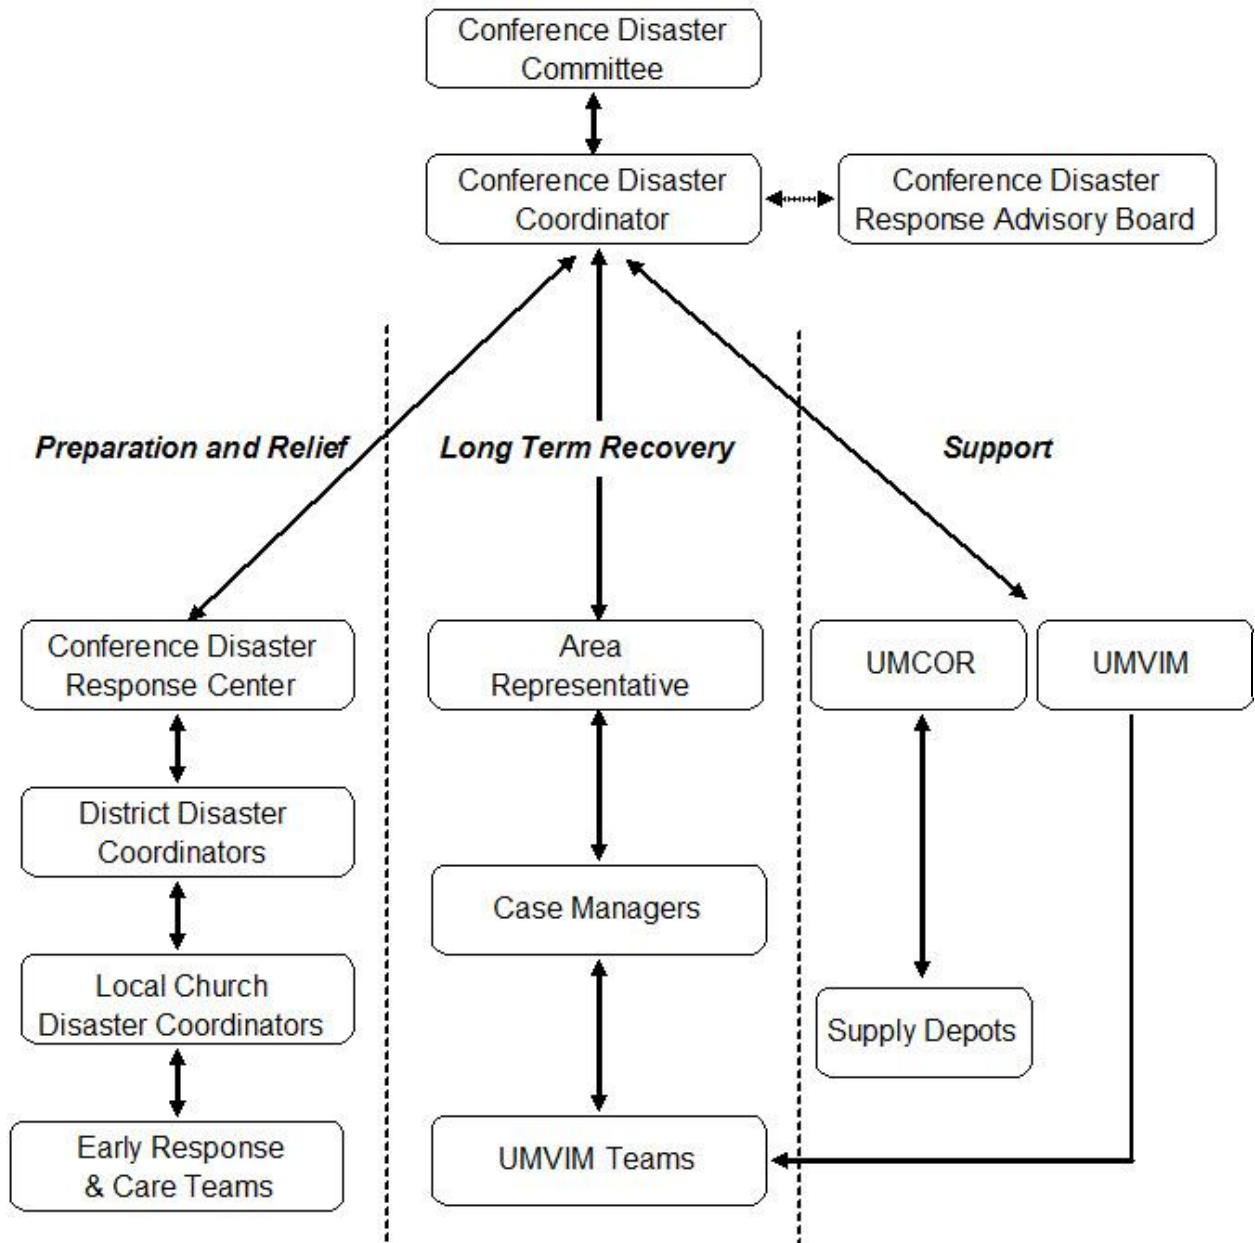 Conference Disaster
Committee
Conference Disaster
Coordinator
Conference Disaster
Response Advisory Board
Preparation and Relief
Long Term Recovery
Support
Conference Disaster
Response Center
Area
Representative
UMCOR
UMVIM
District Disaster
Coordinators
Case Managers
Local Church
Disaster Coordinators
Supply Depots
Early Response
& Care Teams
UMVIM Teams